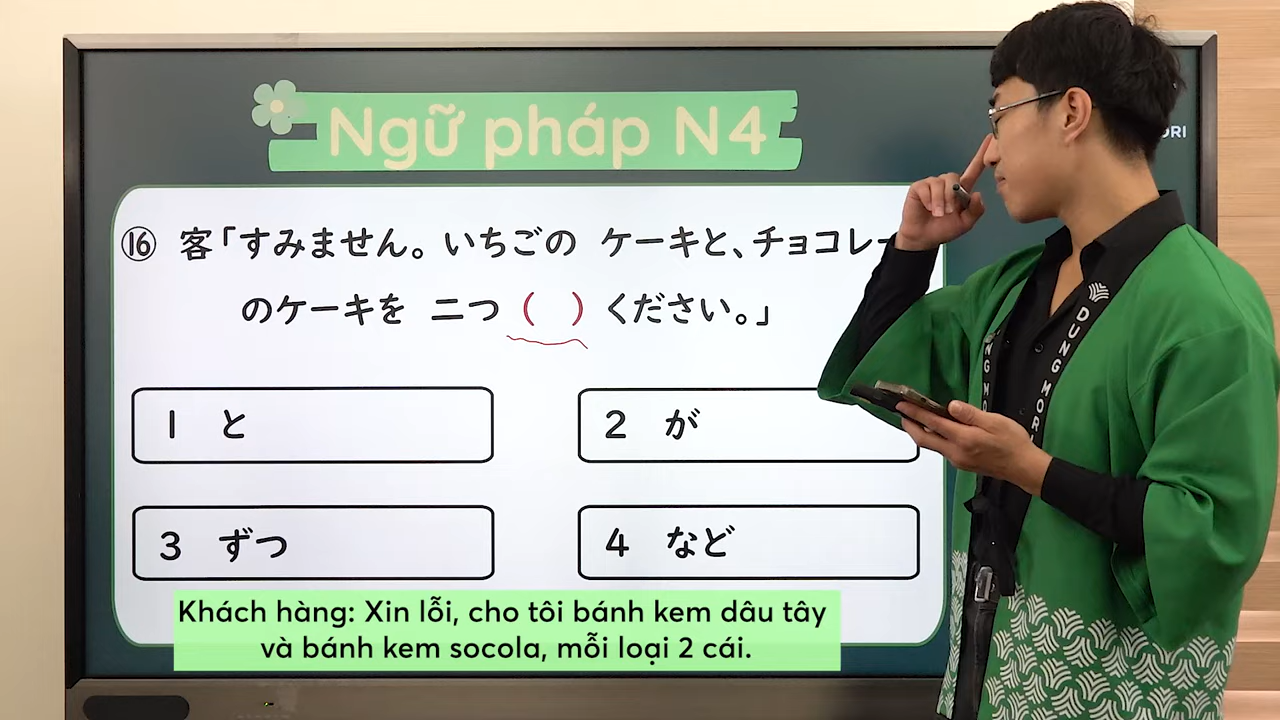 Ngữ pháp N4
ORI
⑯ 客「すみません。いちごの ケーキと、チョコレー
のケーキを 二つ ( ) ください。」
1 と
2 が
3 ずつ
4 など
Khách hàng: Xin lỗi, cho tôi bánh kem dâu tây
và bánh kem socola, mỗi loại 2 cái.
DUNG MORI
NG MO